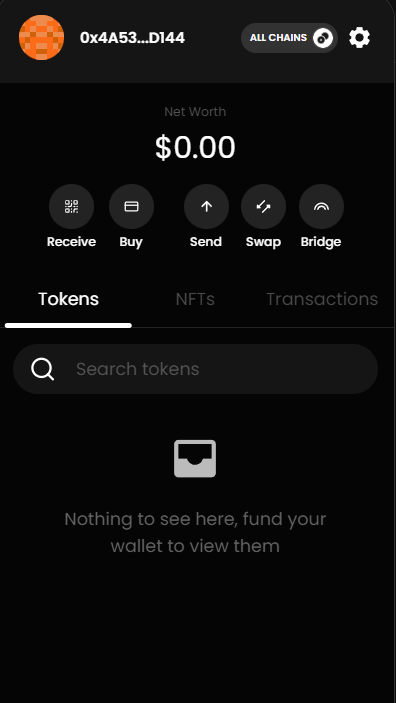 0x4A53...D144
ALL CHAINS
Net Worth
$0.00
Receive
Buy
Send
Swap
Bridge
Tokens
NFTs
Transactions
Search tokens
Nothing to see here, fund your
wallet to view them